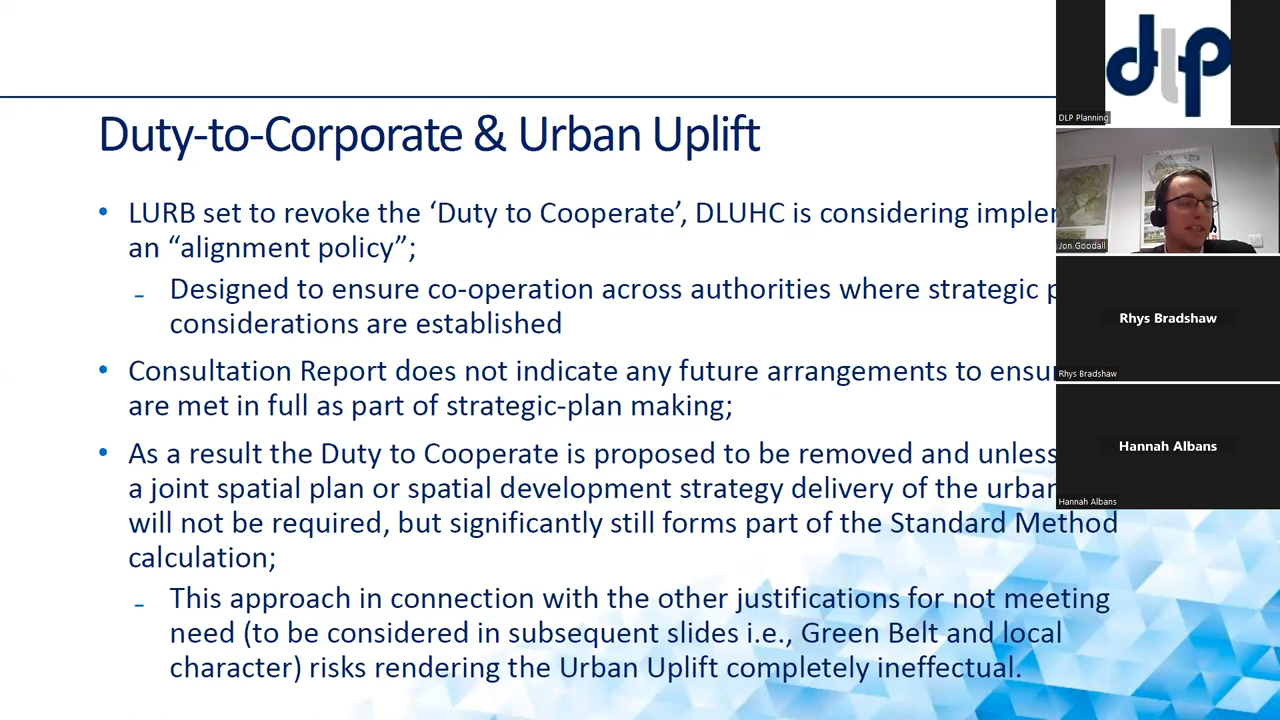 Duty-to-Corporate & Urban Uplift
• LURB set to revoke the ‘Duty to Cooperate’, DLUHC is considering
an “alignment policy”;
- Designed to ensure co-operation across authorities where strategic
considerations are established
• Consultation Report does not indicate any future arrangements to
are met in full as part of strategic-plan making;
• As a result the Duty to Cooperate is proposed to be removed and unless
a joint spatial plan or spatial development strategy delivery of the
will not be required, but significantly still forms part of the Standard Method
calculation;
- This approach in connection with the other justifications for not meeting
need (to be considered in subsequent slides i.e., Green Belt and local
character) risks rendering the Urban Uplift completely ineffectual.
dlp
DLP Planning
Jon Goodall
Rhys Bradshaw
Rhys Bradshaw
Hannah Albans
Hannah Albans